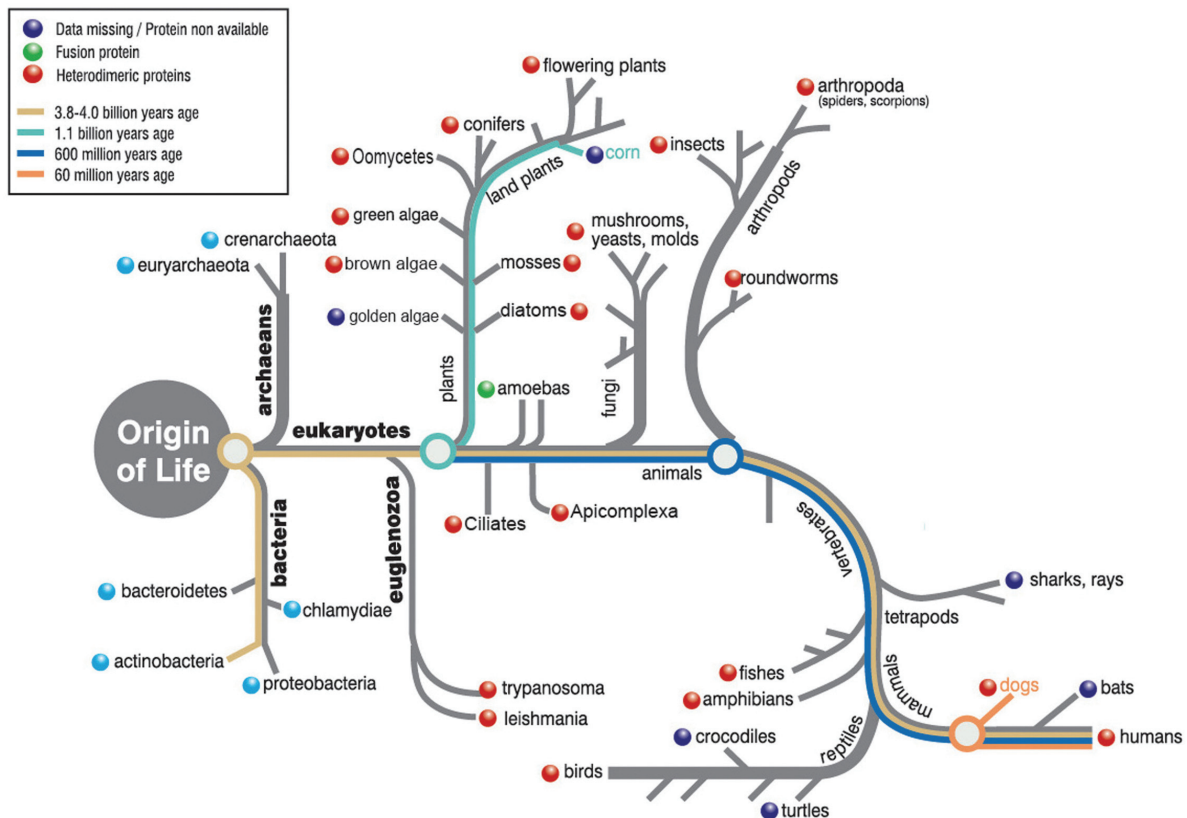 Data missing / Protein non available
Fusion protein
Heterodimeric proteins
3.8-4.0 billion years age
1.1 billion years age
600 million years age
60 million years age
flowering plants
arthropoda
(spiders, scorpions)
conifers
insects
Oomycetes
corn
land plants
arthropods
green algae
mushrooms,
yeasts, molds
crenarchaeota
euryarchaeota
brown algae
mosses
roundworms
golden algae
diatoms
archaeans
plants
amoebas
fungi
Origin
of Life
eukaryotes
animals
bacteria
euglenozoa
Ciliates
Apicomplexa
vertebrates
bacteroidetes
chlamydiae
sharks, rays
tetrapods
actinobacteria
proteobacteria
trypanosoma
leishmania
fishes
amphibians
mammals
dogs
bats
crocodiles
reptiles
humans
birds
turtles